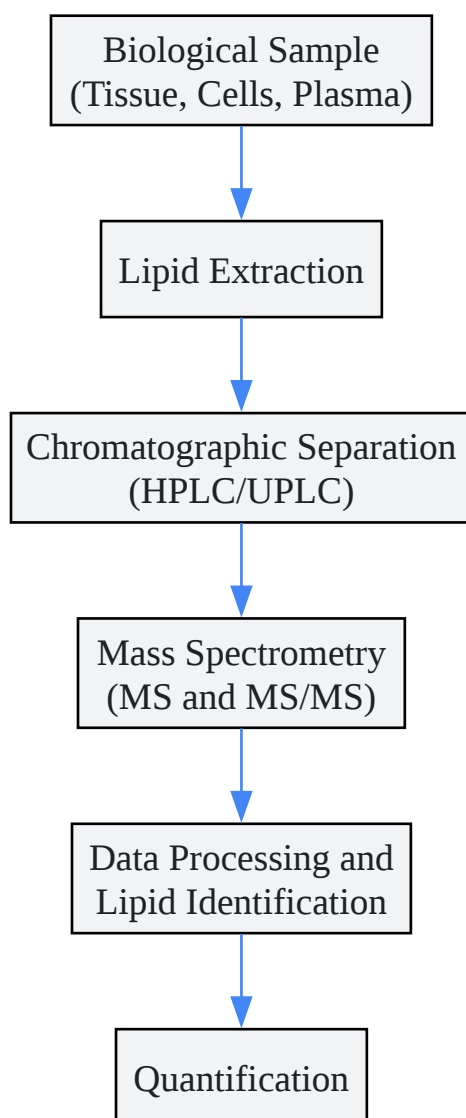 Biological Sample
(Tissue, Cells, Plasma)
Lipid Extraction
Chromatographic Separation
(HPLC/UPLC)
Mass Spectrometry
(MS and MS/MS)
Data Processing and
Lipid Identification
Quantification